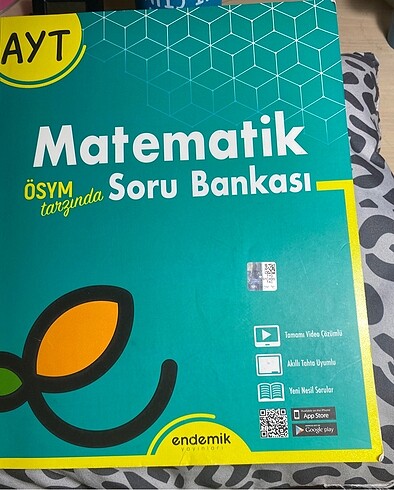 AYT
Matematik
ÖSYM
tarzında
Soru Bankası
Tamamı Video Çözümlü
Akıllı Tahta Uyumlu
Yeni Nesil Sorular
App Store
Google play
endemik
yayınları